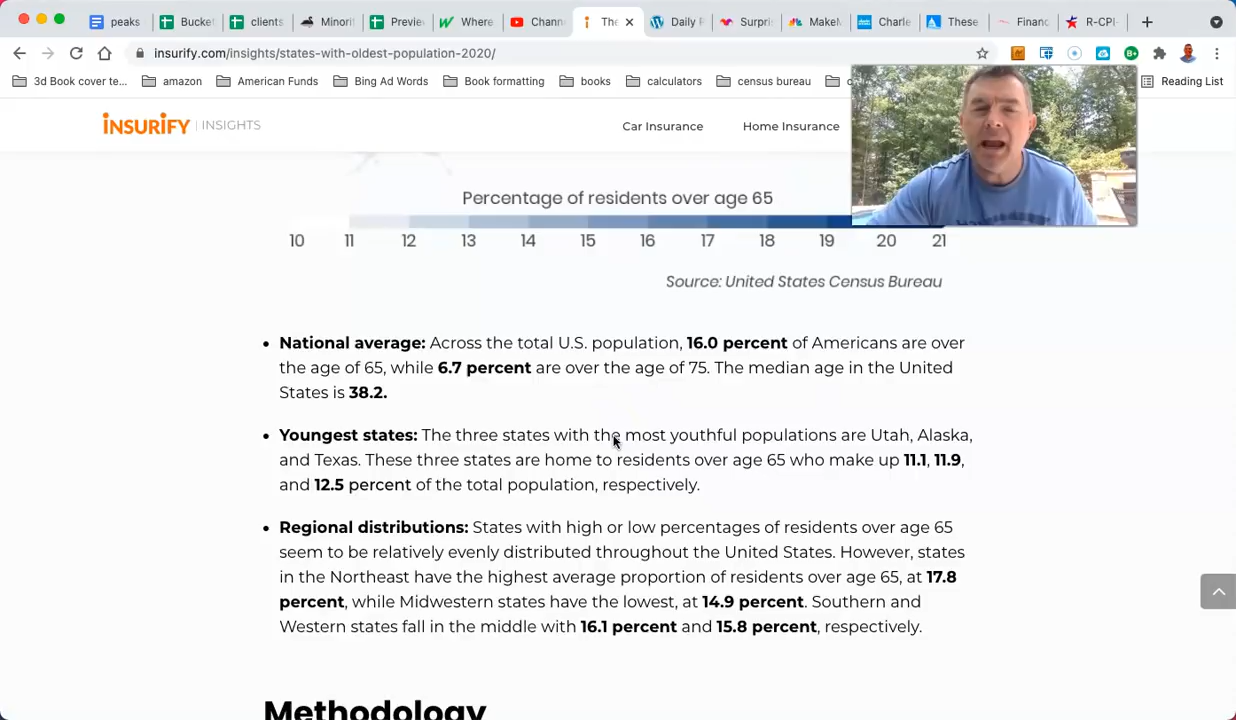 peaks
Bucket
clients
Minorit
Preview
Where
Chann
The
Daily
Surpri
MakeM
Charle
These
Financ
R-CPI-
insurify.com/insights/states-with-oldest-population-2020/
3d Book cover te...
amazon
American Funds
Bing Ad Words
Book formatting
books
calculators
census bureau
Reading List
INSURIFY | INSIGHTS
Car Insurance
Home Insurance
Percentage of residents over age 65
10 11 12 13 14 15 16 17 18 19 20 21
Source: United States Census Bureau
• National average: Across the total U.S. population, 16.0 percent of Americans are over
the age of 65, while 6.7 percent are over the age of 75. The median age in the United
States is 38.2.
• Youngest states: The three states with the most youthful populations are Utah, Alaska,
and Texas. These three states are home to residents over age 65 who make up 11.1, 11.9,
and 12.5 percent of the total population, respectively.
• Regional distributions: States with high or low percentages of residents over age 65
seem to be relatively evenly distributed throughout the United States. However, states
in the Northeast have the highest average proportion of residents over age 65, at 17.8
percent, while Midwestern states have the lowest, at 14.9 percent. Southern and
Western states fall in the middle with 16.1 percent and 15.8 percent, respectively.
Methodology